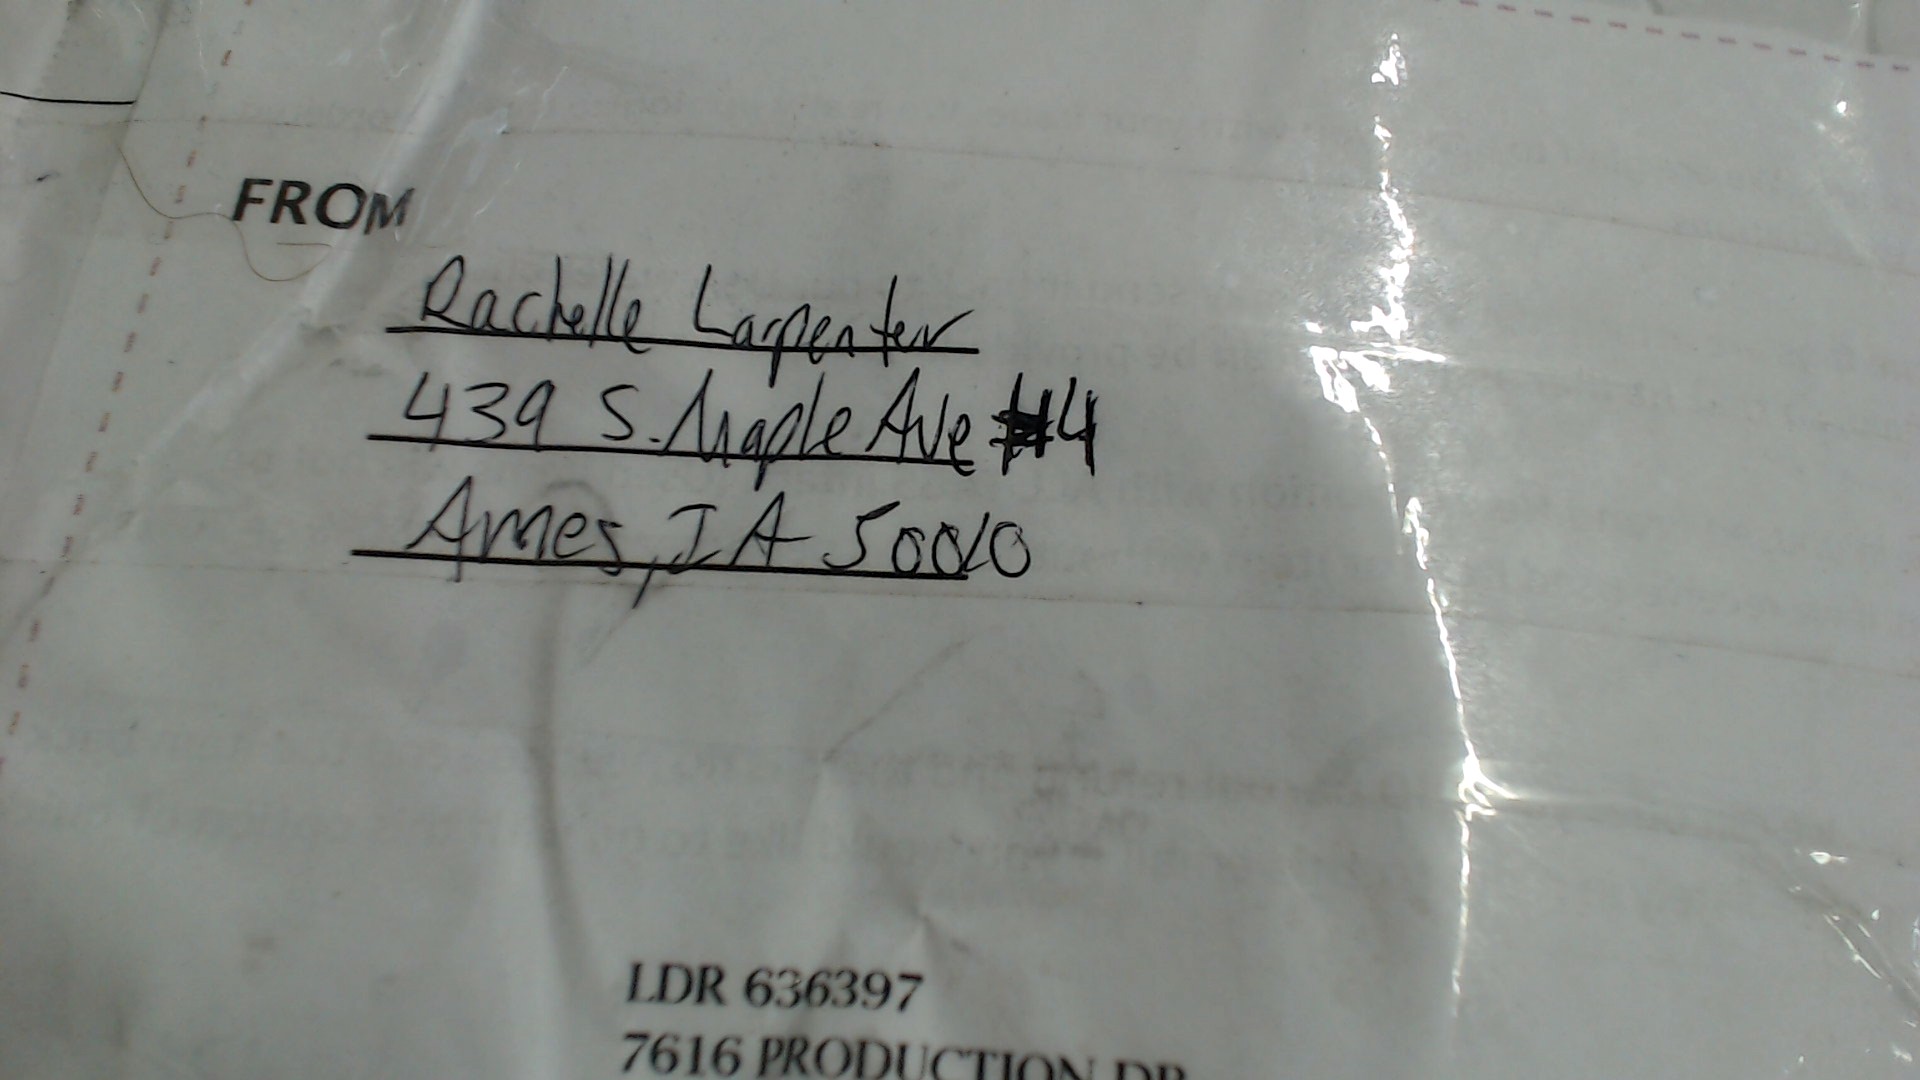 FROM
Rachelle Carpenter
439 S. Maple Ave #4
Ames, IA 50010
LDR 636397
7616 PRODUCTION DR